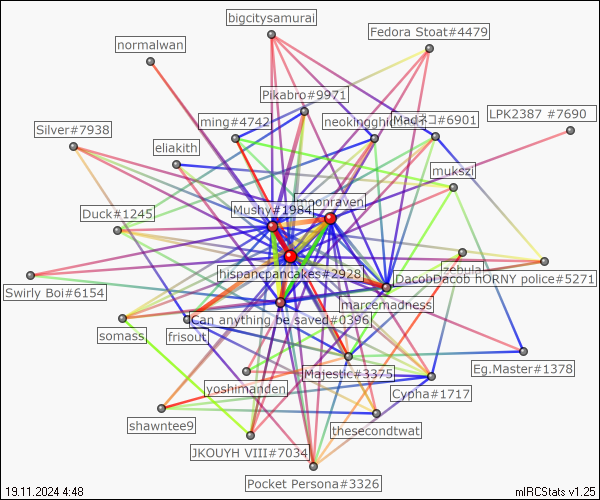 bigcitysamurai
Fedora Stoat#4479
normalwan
Pikabro#9971
LPK2387 #7690
ming#4742
Madネコ#6901
Silver#7938
eliakith
mukszi
moonraven
Mushy#1984
Duck#1245
hispancpancakes#2928
DacobDacob
hORNY police#5271
Swirly Boi#6154
marcemadness
Can anything be saved#0396
somass
frisout
Majestic#3375
Eg.Master#1378
yoshimanden
Cypha#1717
shawntee9
thesecondtwat
JKOUYH VIII#7034
Pocket Persona#3326
19.11.2024 4:48
mIRCStats v1.25